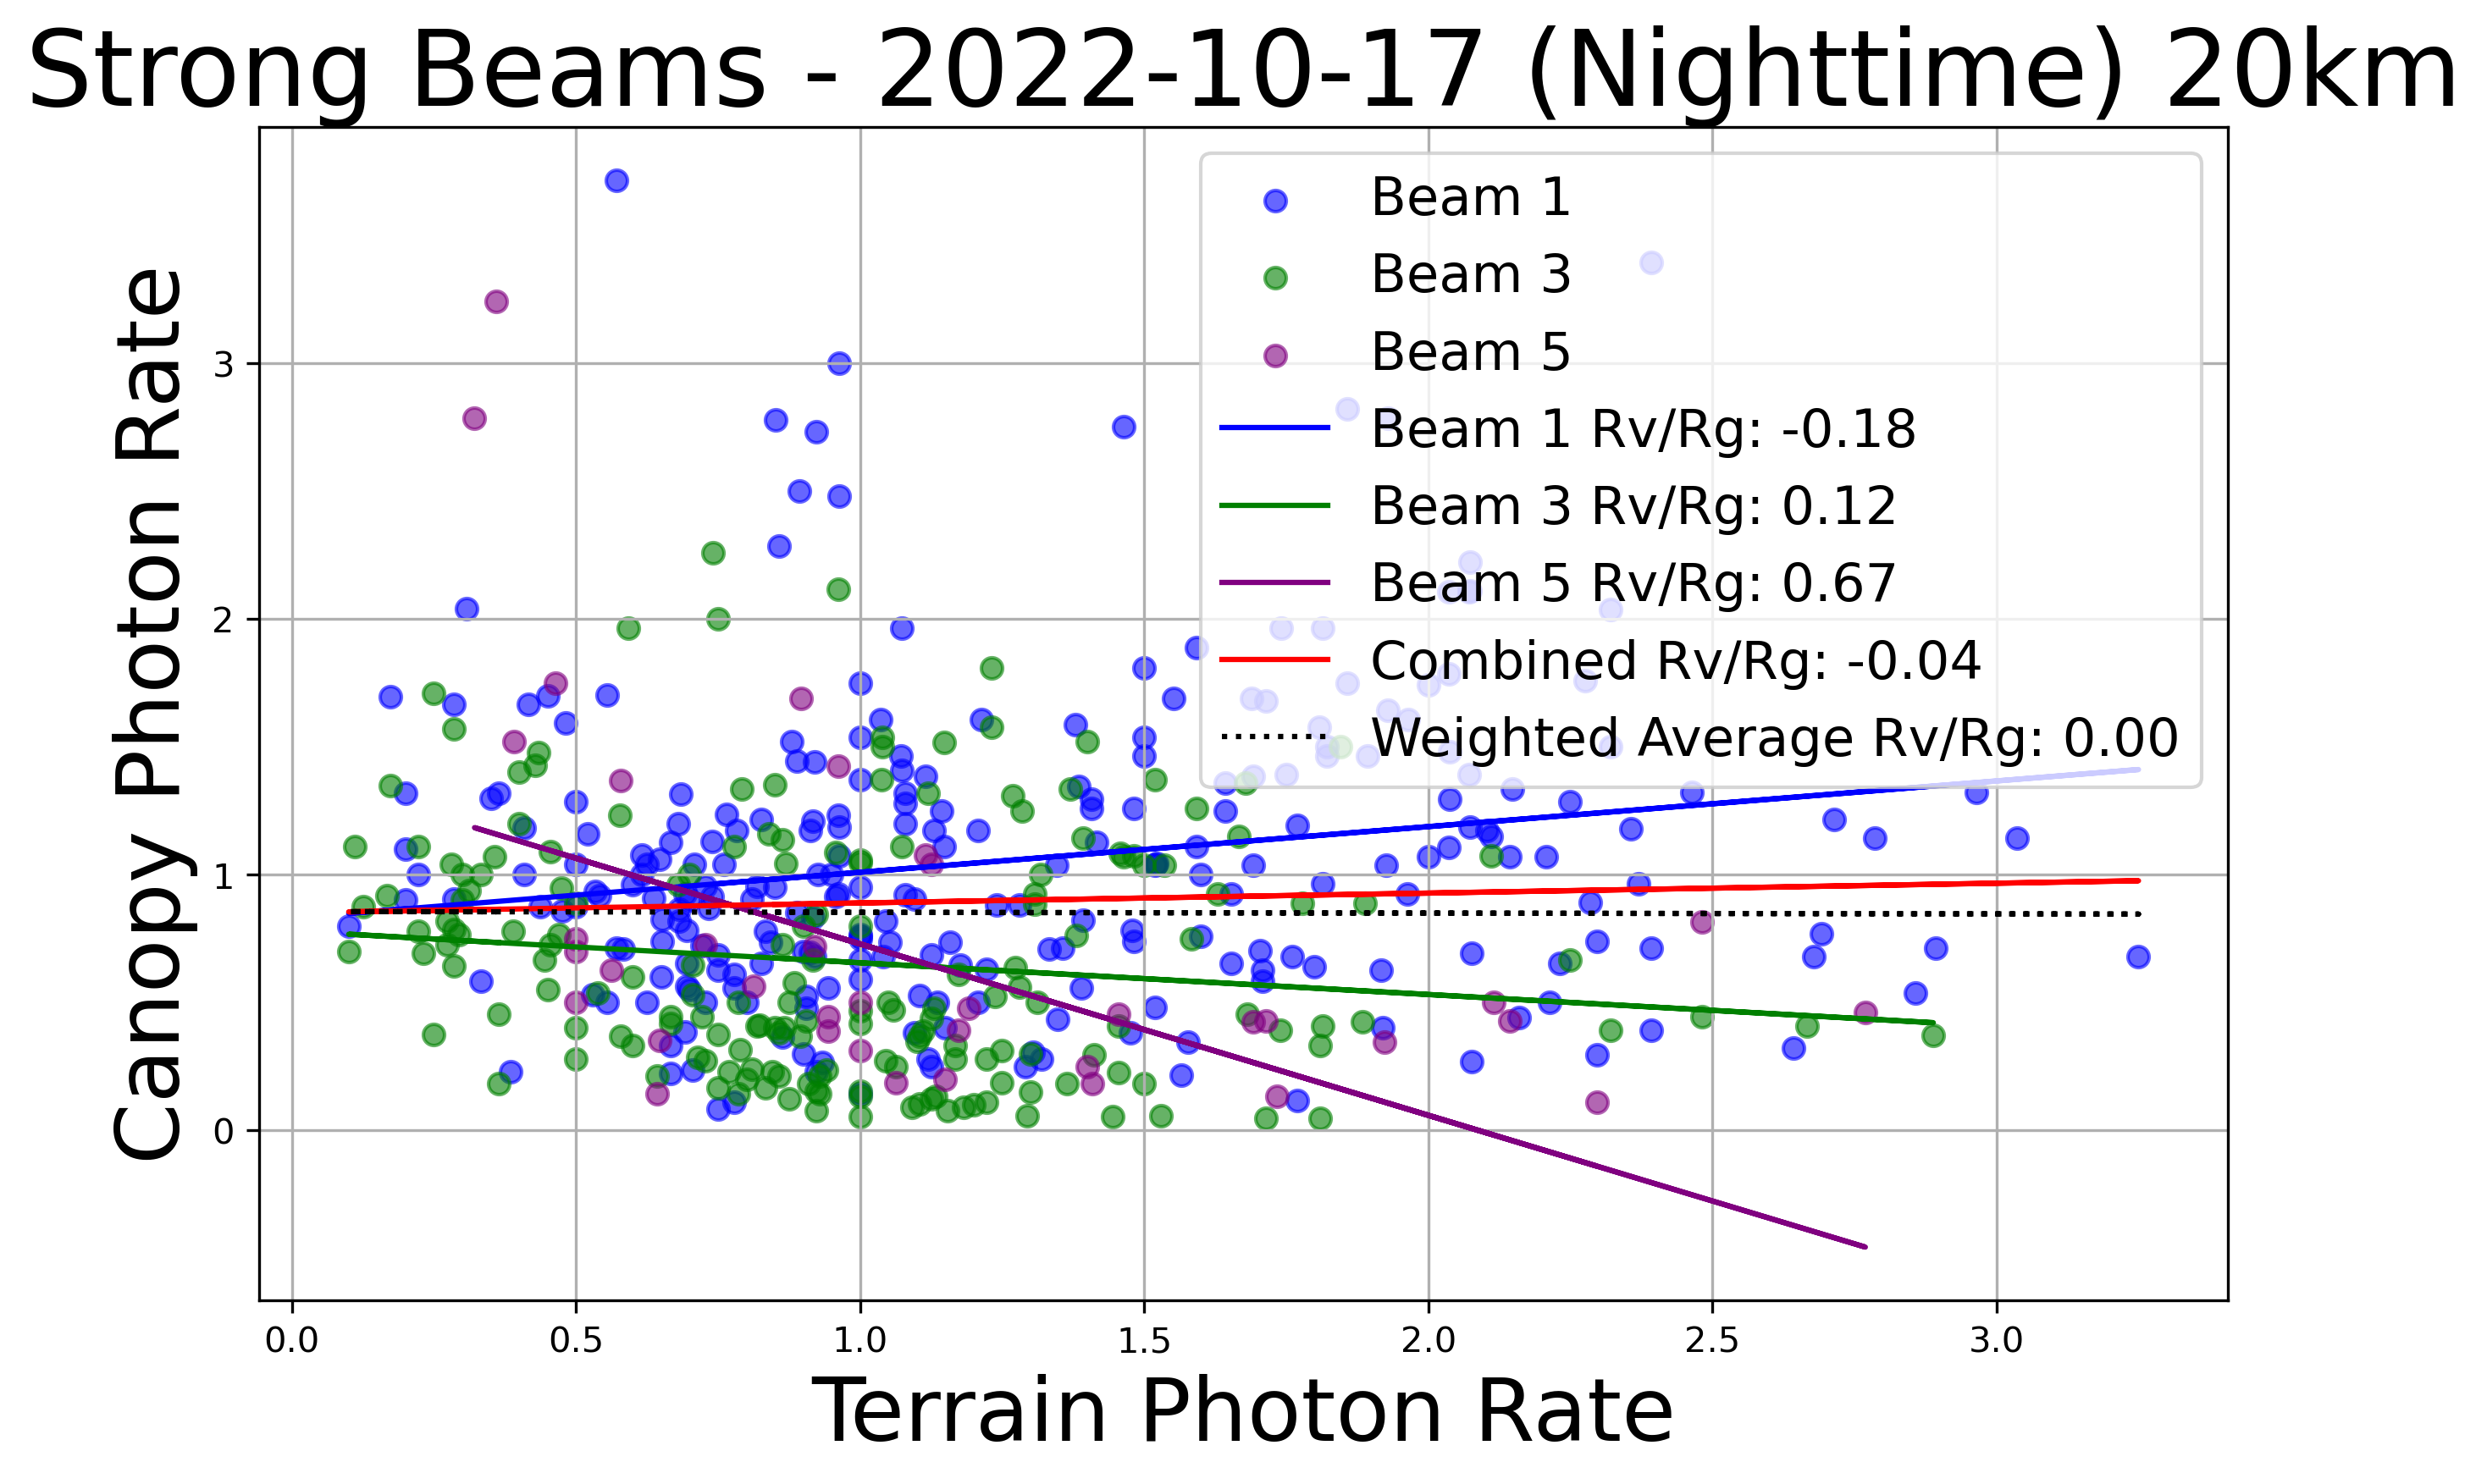 Strong Beams - 2022-10-17 (Nighttime) 20km
Canopy Photon Rate
3
2
1
0
Beam 1
Beam 3
Beam 5
Beam 1 Rv/Rg: -0.18
Beam 3 Rv/Rg: 0.12
Beam 5 Rv/Rg: 0.67
Combined Rv/Rg: -0.04
Weighted Average Rv/Rg: 0.00
0.0 0.5 1.0 1.5 2.0 2.5 3.0
Terrain Photon Rate